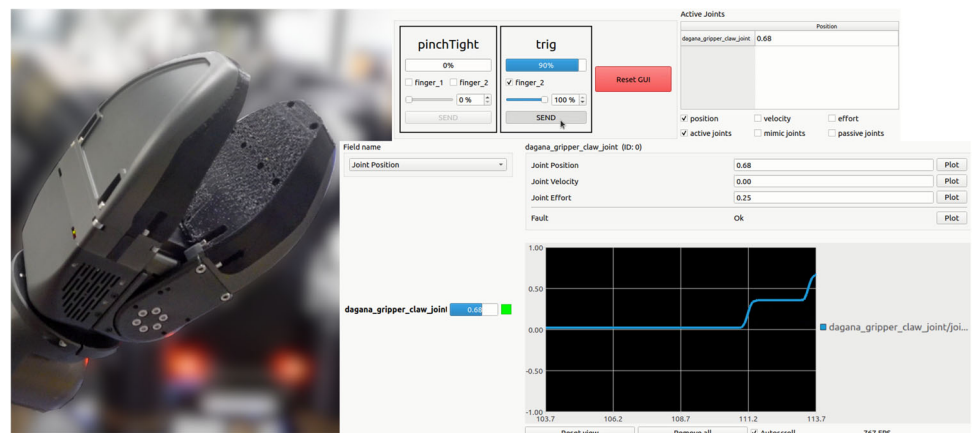 Active Joints
Position
dagana_gripper_claw_joint 0.68
pinchTight
0%
finger_1 finger_2
0 %
SEND
trig
90%
finger_2
100 %
SEND
Reset GUI
position velocity effort
active joints mimic joints passive joints
Field name
Joint Position
dagana_gripper_claw_joint (ID: 0)
Joint Position 0.68 Plot
Joint Velocity 0.00 Plot
Joint Effort 0.25 Plot
Fault Ok Plot
dagana_gripper_claw_joint 0.68
1.00
0.50
0.00
-0.50
-1.00
103.7 106.2 108.7 111.2 113.7
dagana_gripper_claw_joint/joi...
Reset view Remove all Autoscroll 767 FPS